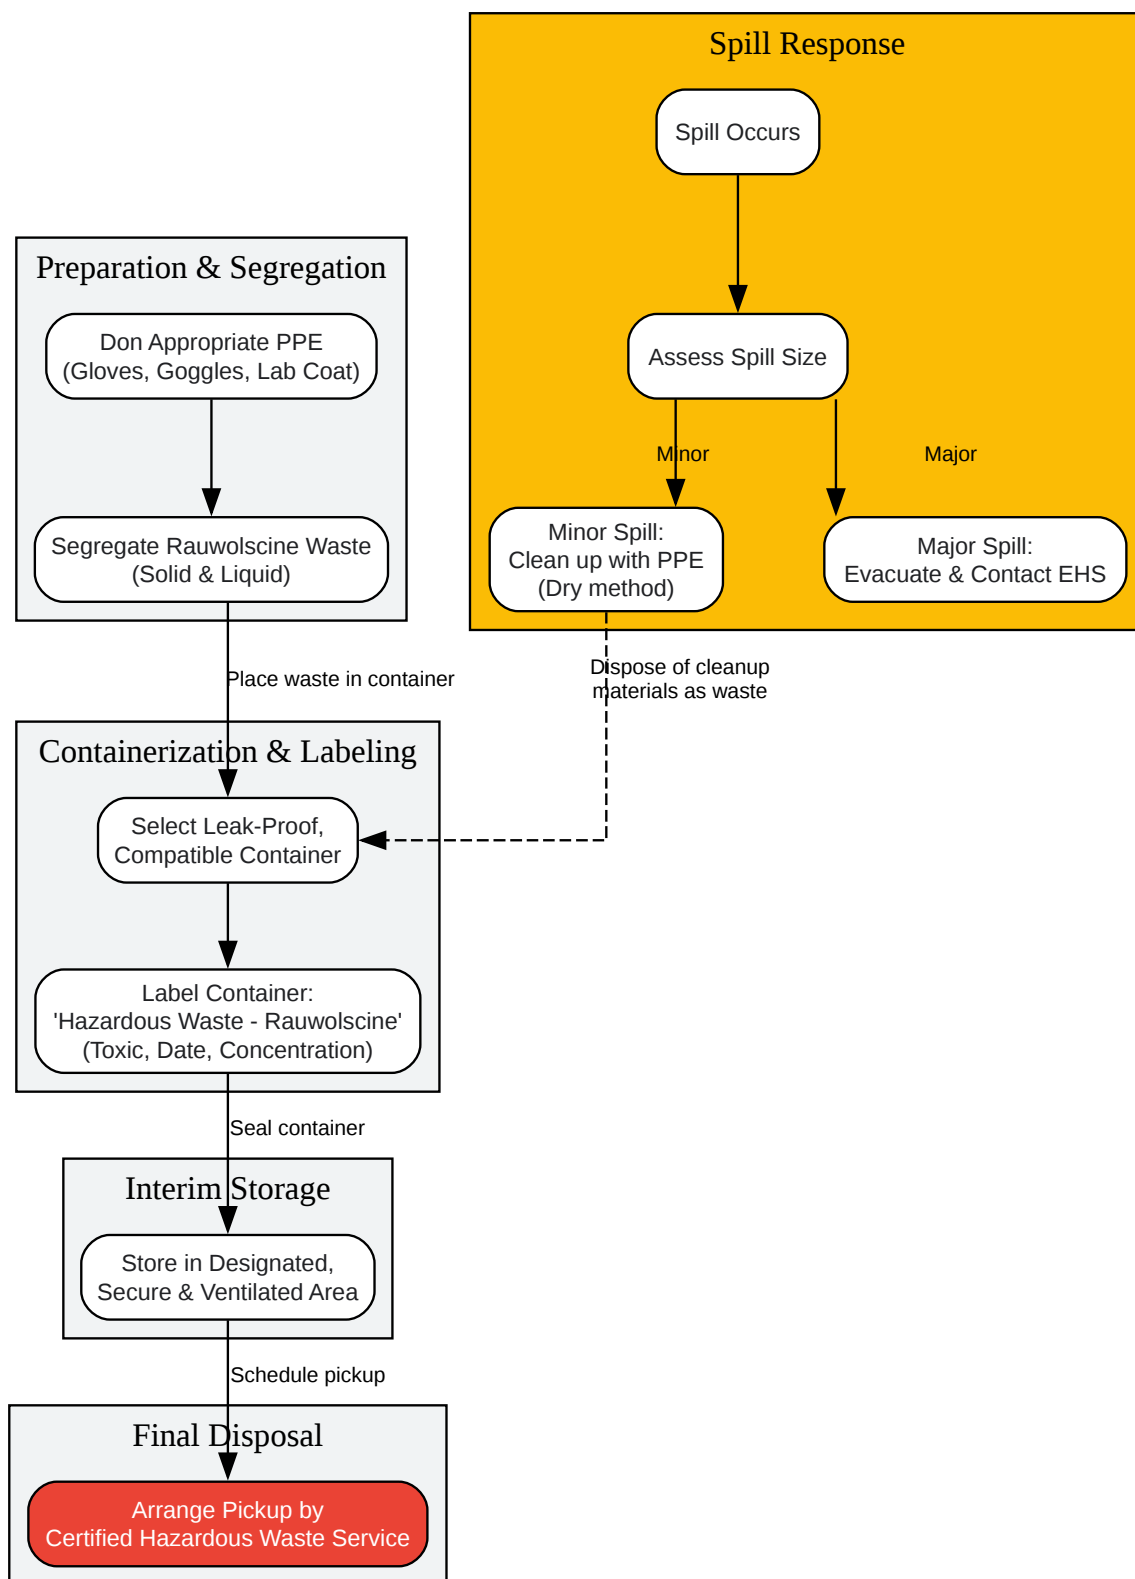 Spill Response
Spill Occurs
Assess Spill Size
Minor
Major
Minor Spill:
Clean up with PPE
(Dry method)
Major Spill:
Evacuate & Contact EHS
Dispose of cleanup
materials as waste
Preparation & Segregation
Don Appropriate PPE
(Gloves, Goggles, Lab Coat)
Segregate Rauwolscine Waste
(Solid & Liquid)
Place waste in container
Containerization & Labeling
Select Leak-Proof,
Compatible Container
Label Container:
'Hazardous Waste - Rauwolscine'
(Toxic, Date, Concentration)
Seal container
Interim Storage
Store in Designated,
Secure & Ventilated Area
Schedule pickup
Final Disposal
Arrange Pickup by
Certified Hazardous Waste Service